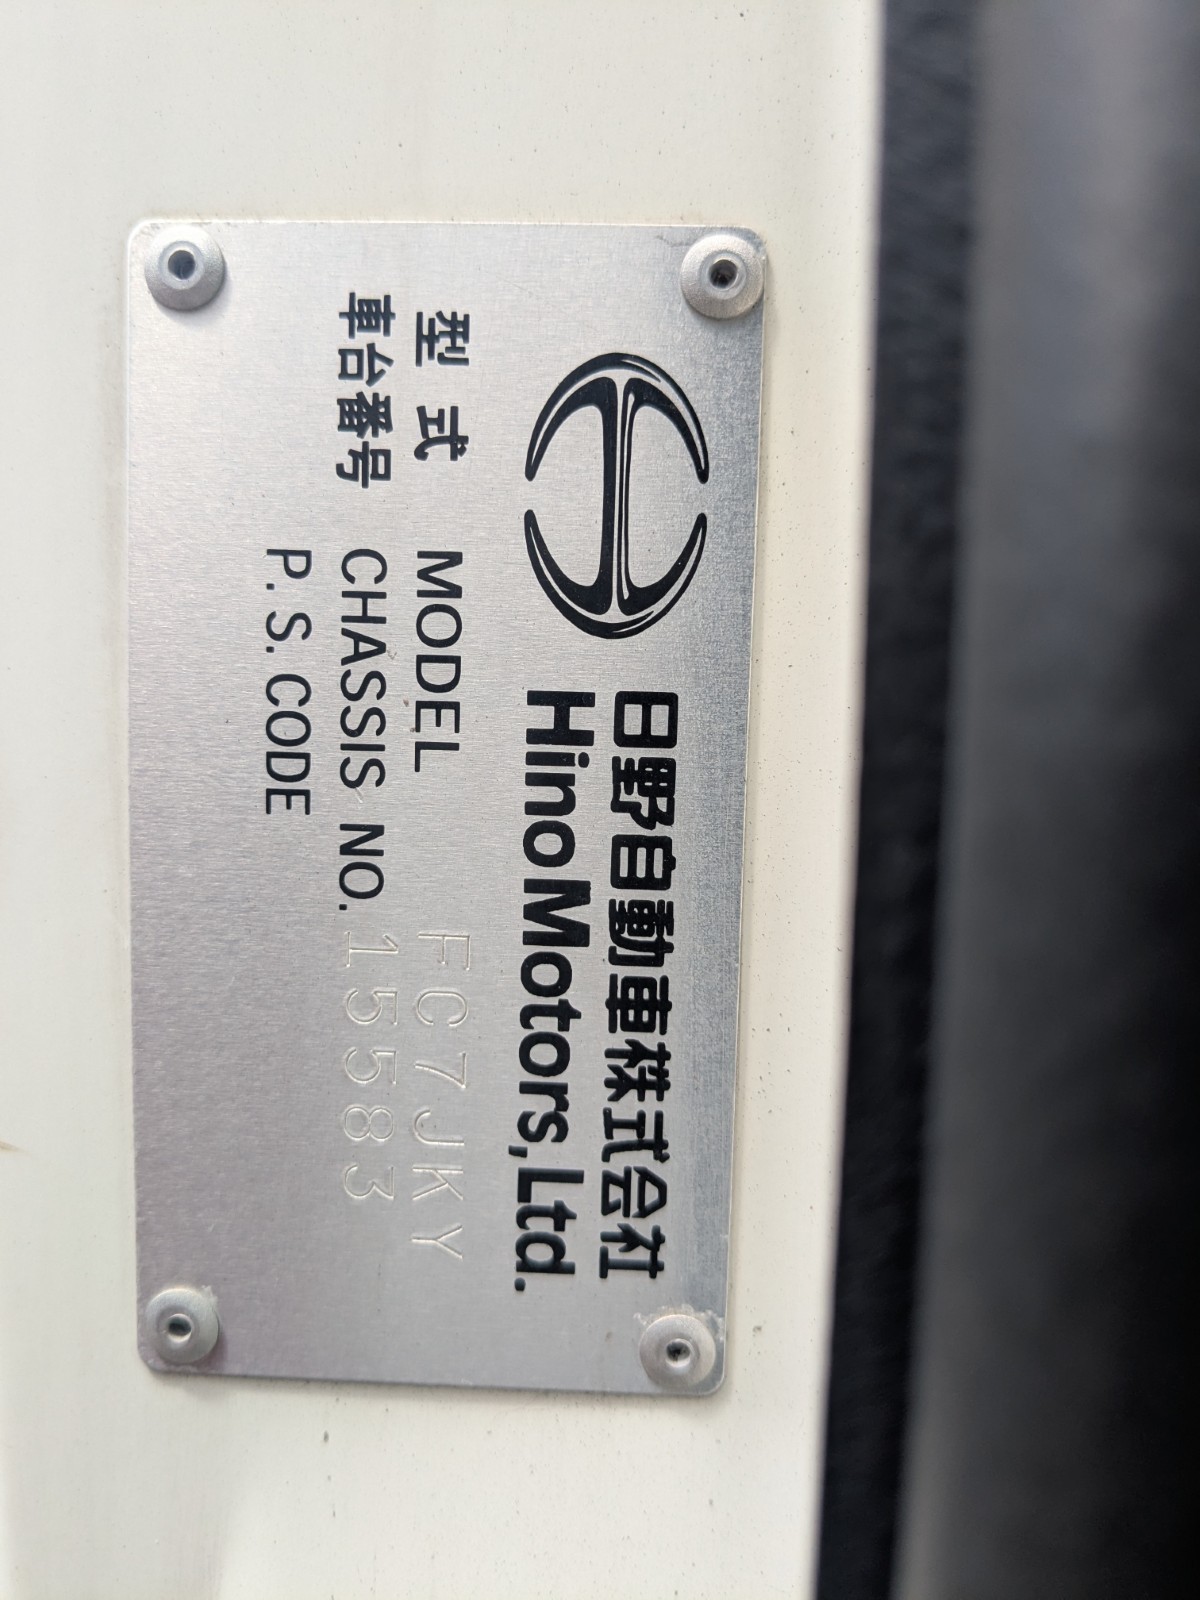 日野自動車株式会社
Hino Motors, Ltd.
型式 MODEL FC7JKY
車台番号 CHASSIS NO. 15583
P.S.CODE